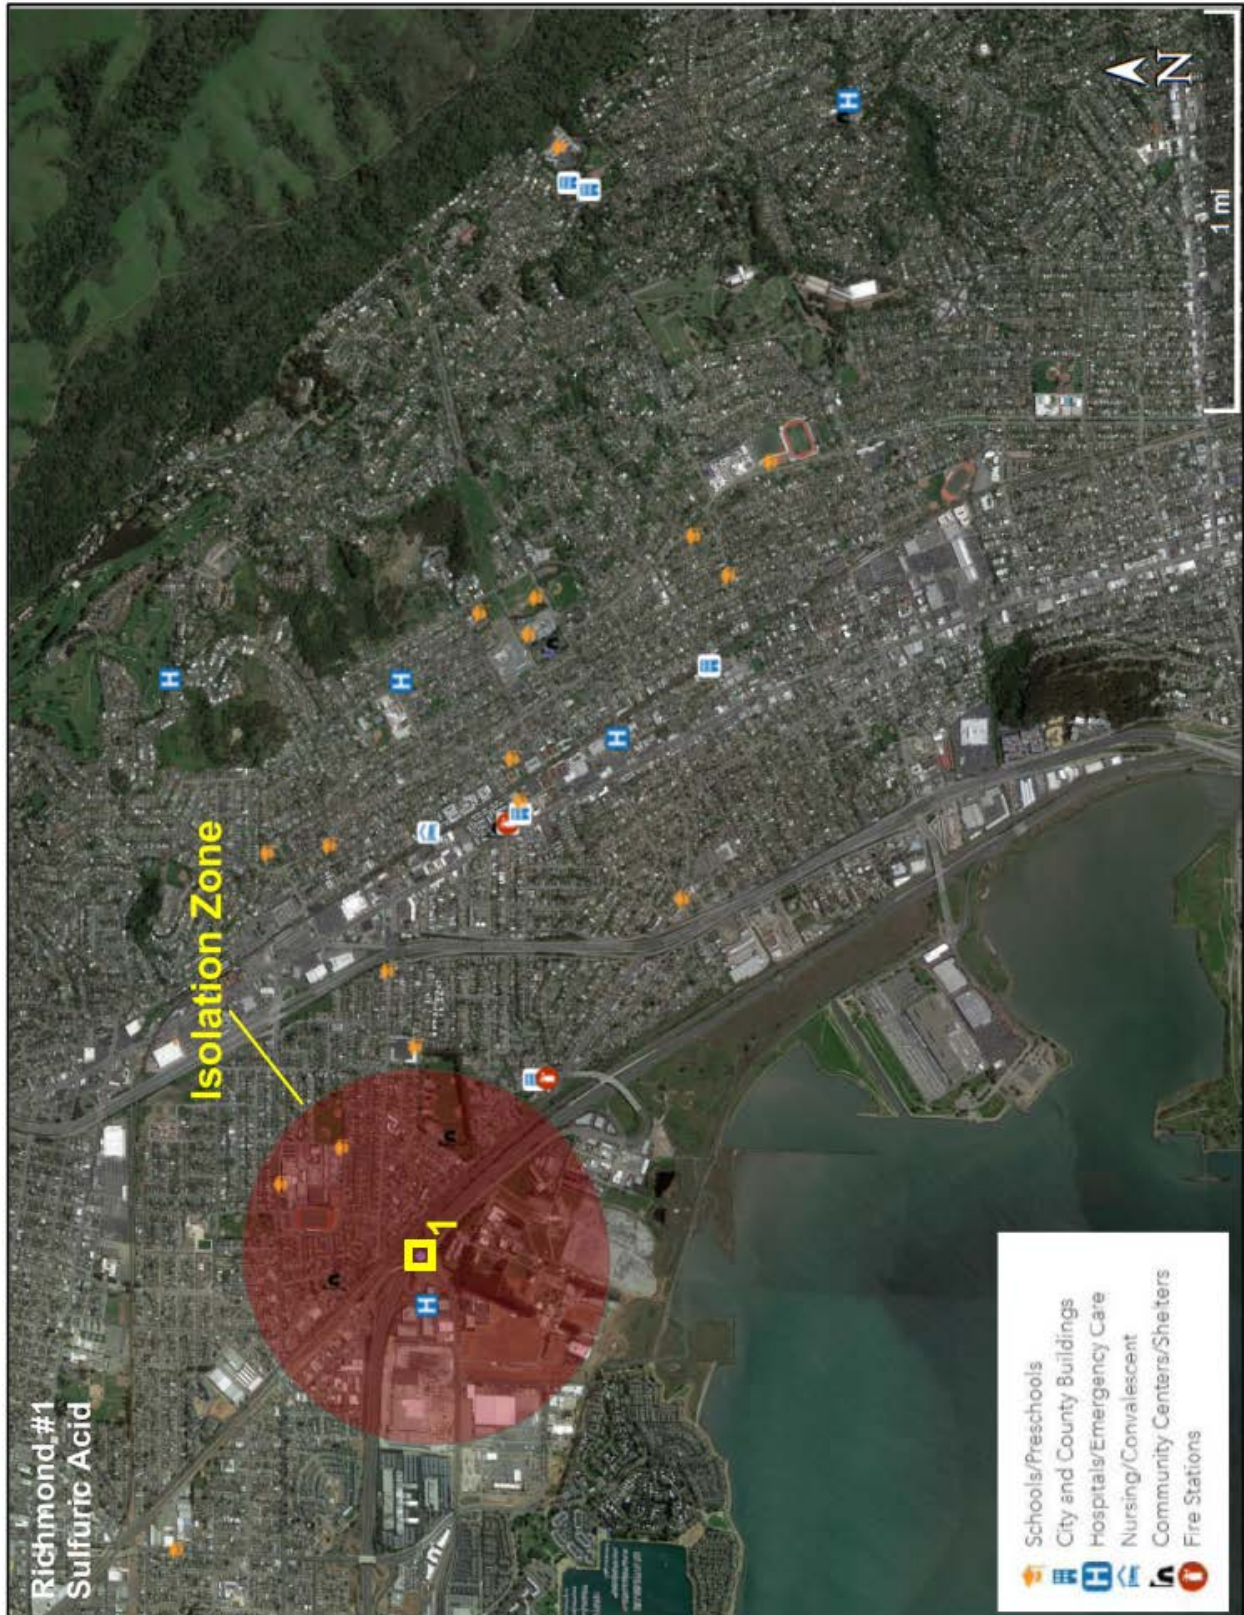 Richmond #1
Sulfuric Acid
Isolation Zone
1
N
1 mi
Schools/Preschools
City and County Buildings
H Hospitals/Emergency Care
Nursing/Convalescent
Community Centers/Shelters
Fire Stations
H
H
H
H
H